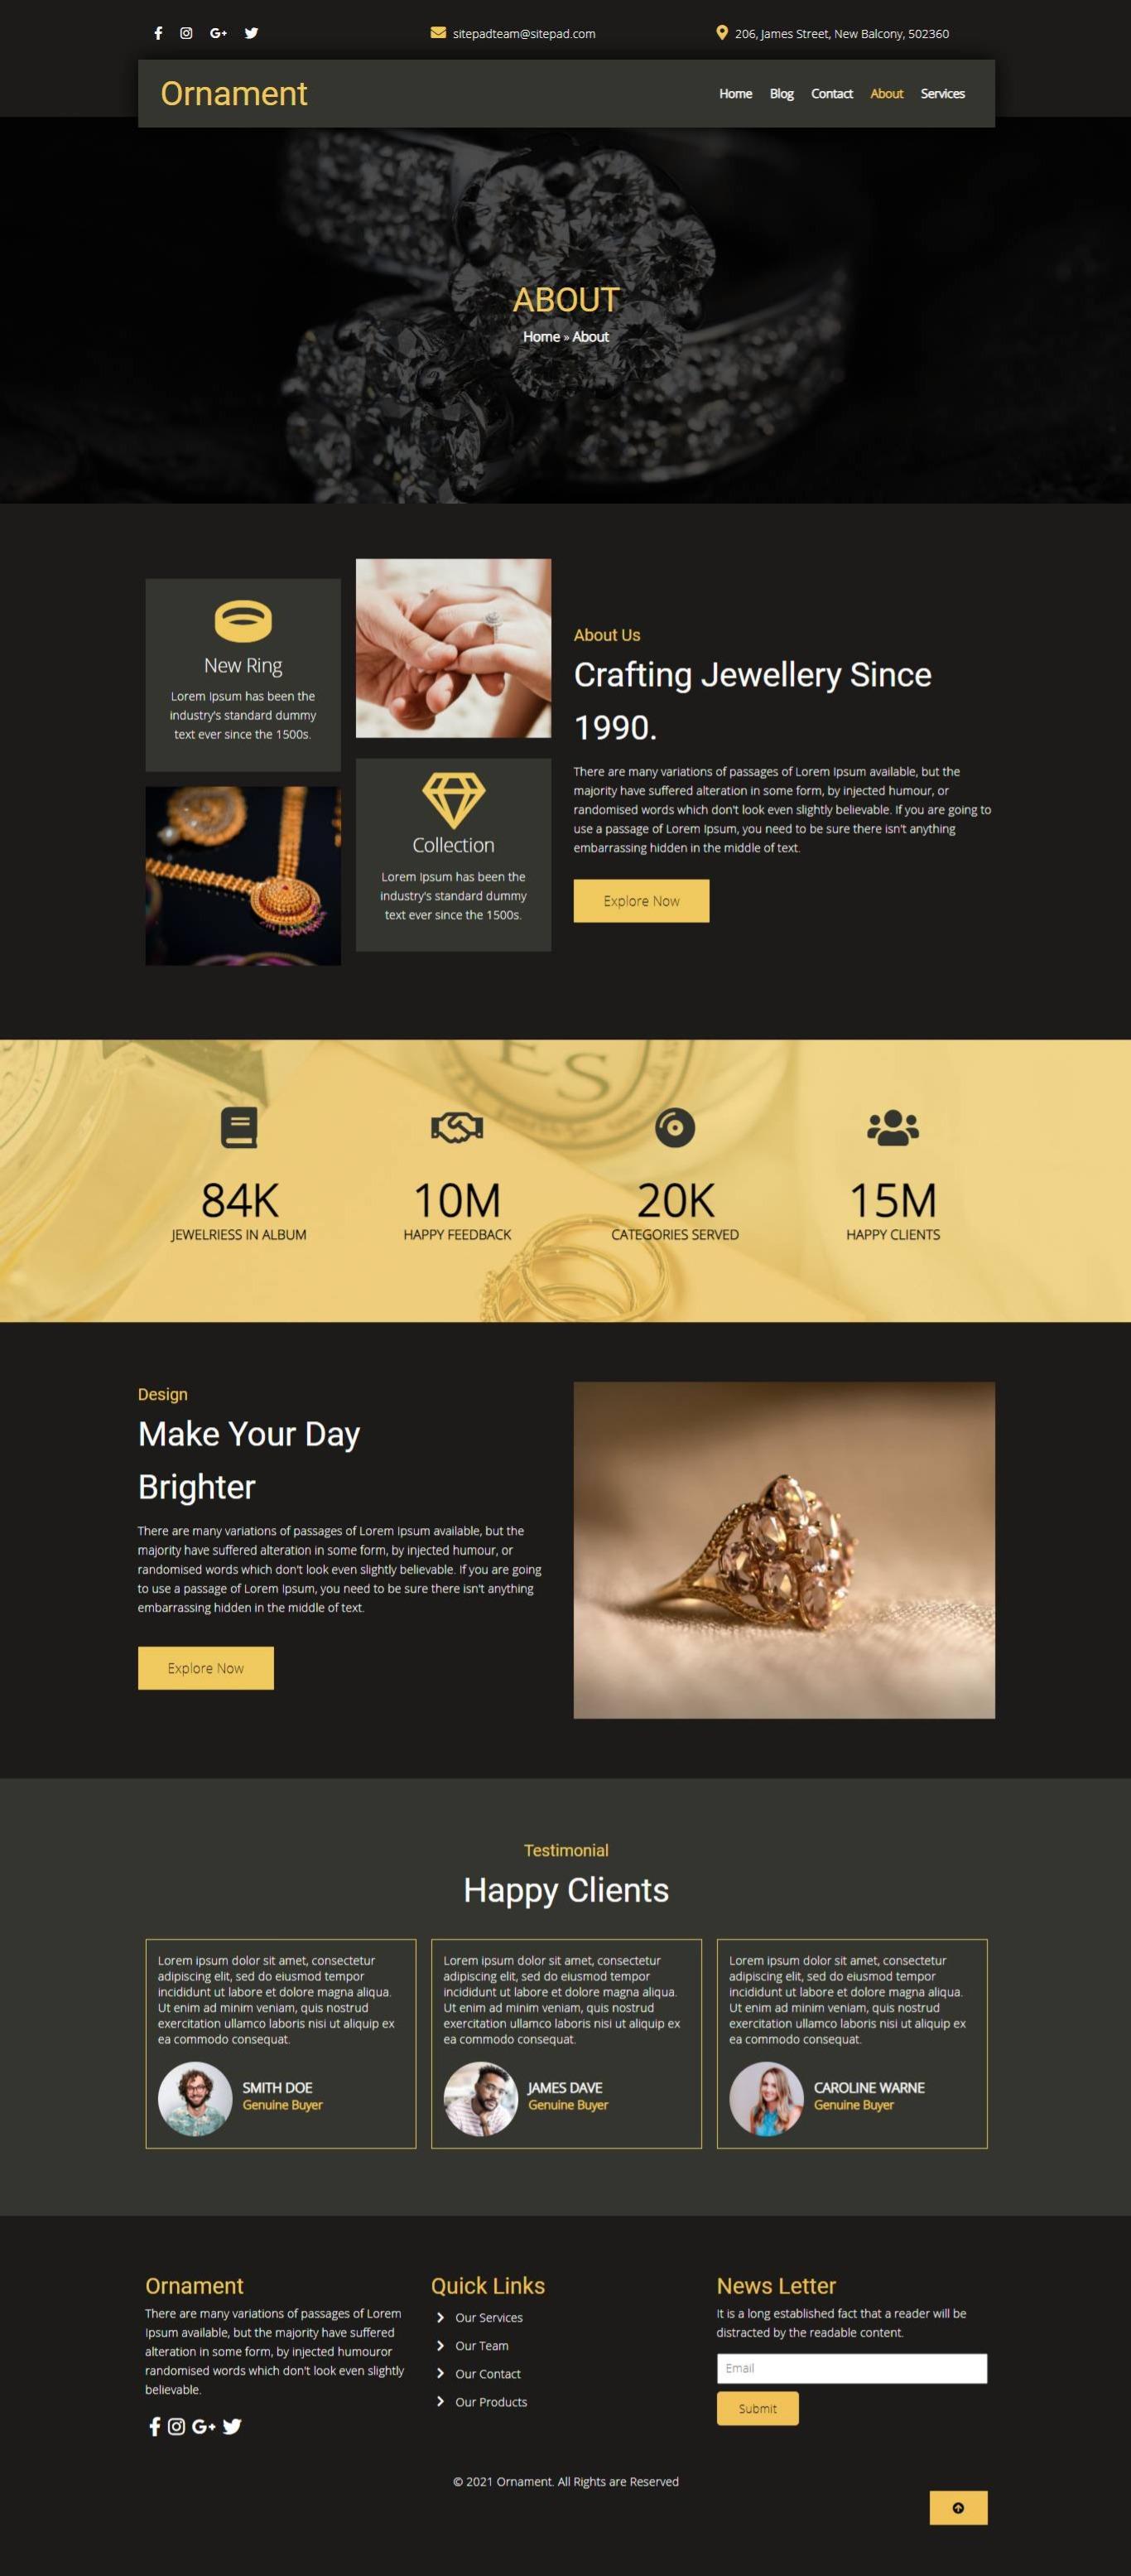 sitepadteam@sitepad.com
206, James Street, New Balcony, 502360
Ornament
Home Blog Contact About Services
ABOUT
Home » About
New Ring
Lorem Ipsum has been the
industry's standard dummy
text ever since the 1500s.
Collection
Lorem Ipsum has been the
industry's standard dummy
text ever since the 1500s.
About Us
Crafting Jewellery Since
1990.
There are many variations of passages of Lorem Ipsum available, but the
majority have suffered alteration in some form, by injected humour, or
randomised words which don't look even slightly believable. If you are going to
use a passage of Lorem Ipsum, you need to be sure there isn't anything
embarrassing hidden in the middle of text.
Explore Now
ES
84K
JEWELRIESS IN ALBUM
10M
HAPPY FEEDBACK
20K
CATEGORIES SERVED
15M
HAPPY CLIENTS
Design
Make Your Day
Brighter
There are many variations of passages of Lorem Ipsum available, but the
majority have suffered alteration in some form, by injected humour, or
randomised words which don't look even slightly believable. If you are going
to use a passage of Lorem Ipsum, you need to be sure there isn't anything
embarrassing hidden in the middle of text.
Explore Now
Testimonial
Happy Clients
Lorem ipsum dolor sit amet, consectetur
adipiscing elit, sed do eiusmod tempor
incididunt ut labore et dolore magna aliqua.
Ut enim ad minim veniam, quis nostrud
exercitation ullamco laboris nisi ut aliquip ex
ea commodo consequat.
SMITH DOE
Genuine Buyer
Lorem ipsum dolor sit amet, consectetur
adipiscing elit, sed do eiusmod tempor
incididunt ut labore et dolore magna aliqua.
Ut enim ad minim veniam, quis nostrud
exercitation ullamco laboris nisi ut aliquip ex
ea commodo consequat.
JAMES DAVE
Genuine Buyer
Lorem ipsum dolor sit amet, consectetur
adipiscing elit, sed do eiusmod tempor
incididunt ut labore et dolore magna aliqua.
Ut enim ad minim veniam, quis nostrud
exercitation ullamco laboris nisi ut aliquip ex
ea commodo consequat.
CAROLINE WARNE
Genuine Buyer
Ornament
There are many variations of passages of Lorem
Ipsum available, but the majority have suffered
alteration in some form, by injected humouror
randomised words which don't look even slightly
believable.
Quick Links
Our Services
Our Team
Our Contact
Our Products
News Letter
It is a long established fact that a reader will be
distracted by the readable content.
Email
Submit
© 2021 Ornament. All Rights are Reserved